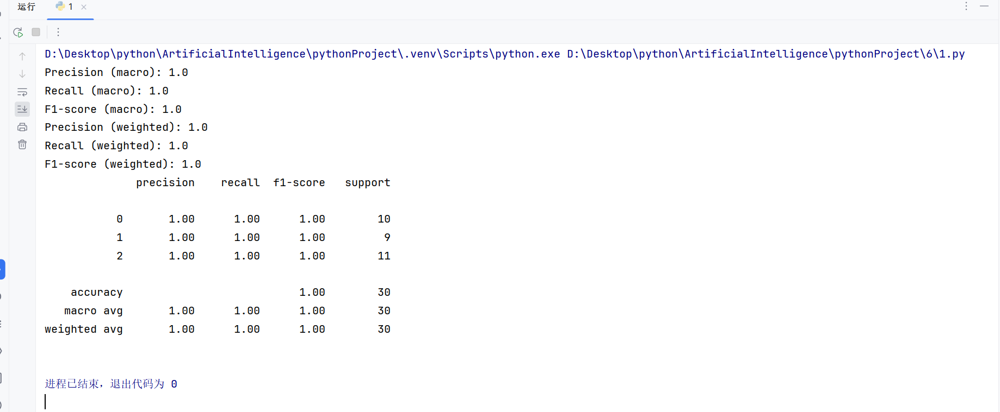 运行 1
D:\Desktop\python\ArtificialIntelligence\pythonProject\.venv\Scripts\python.exe D:\Desktop\python\ArtificialIntelligence\pythonProject\6\1.py
Precision (macro): 1.0
Recall (macro): 1.0
F1-score (macro): 1.0
Precision (weighted): 1.0
Recall (weighted): 1.0
F1-score (weighted): 1.0
precision recall f1-score support
0 1.00 1.00 1.00 10
1 1.00 1.00 1.00 9
2 1.00 1.00 1.00 11
accuracy 1.00 30
macro avg 1.00 1.00 1.00 30
weighted avg 1.00 1.00 1.00 30
进程已结束，退出代码为 0